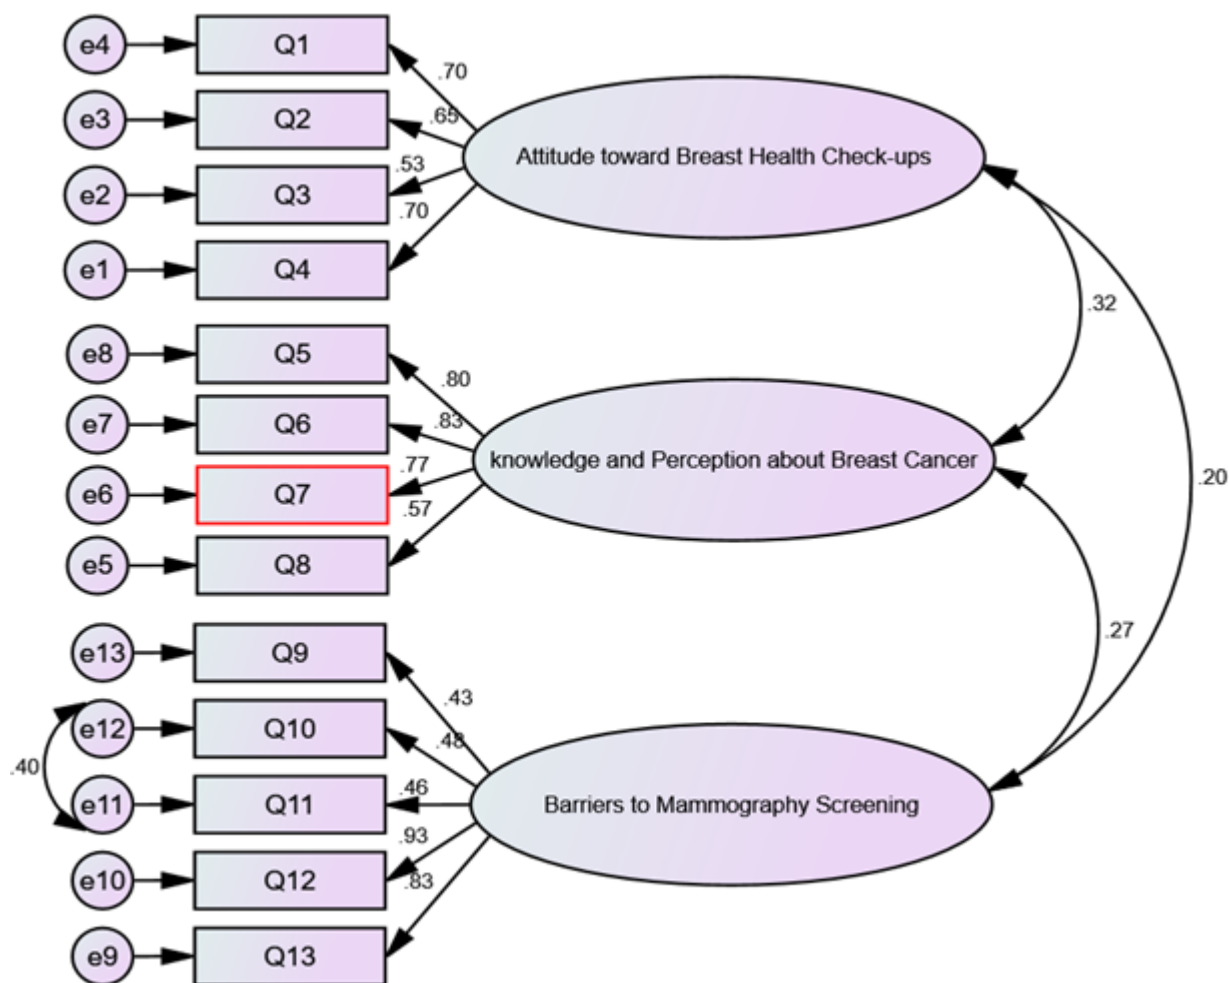 e4 Q1 .70
e3 Q2 .65
Attitude toward Breast Health Check-ups
e2 Q3 .53
e1 Q4 .70
.32
e8 Q5 .80
e7 Q6 .83
knowledge and Perception about Breast Cancer
e6 Q7 .77
.20
e5 Q8 .57
.27
e13 Q9 .43
e12 Q10 .48
.40
e11 Q11 .46
Barriers to Mammography Screening
e10 Q12 .93
e9 Q13 .83